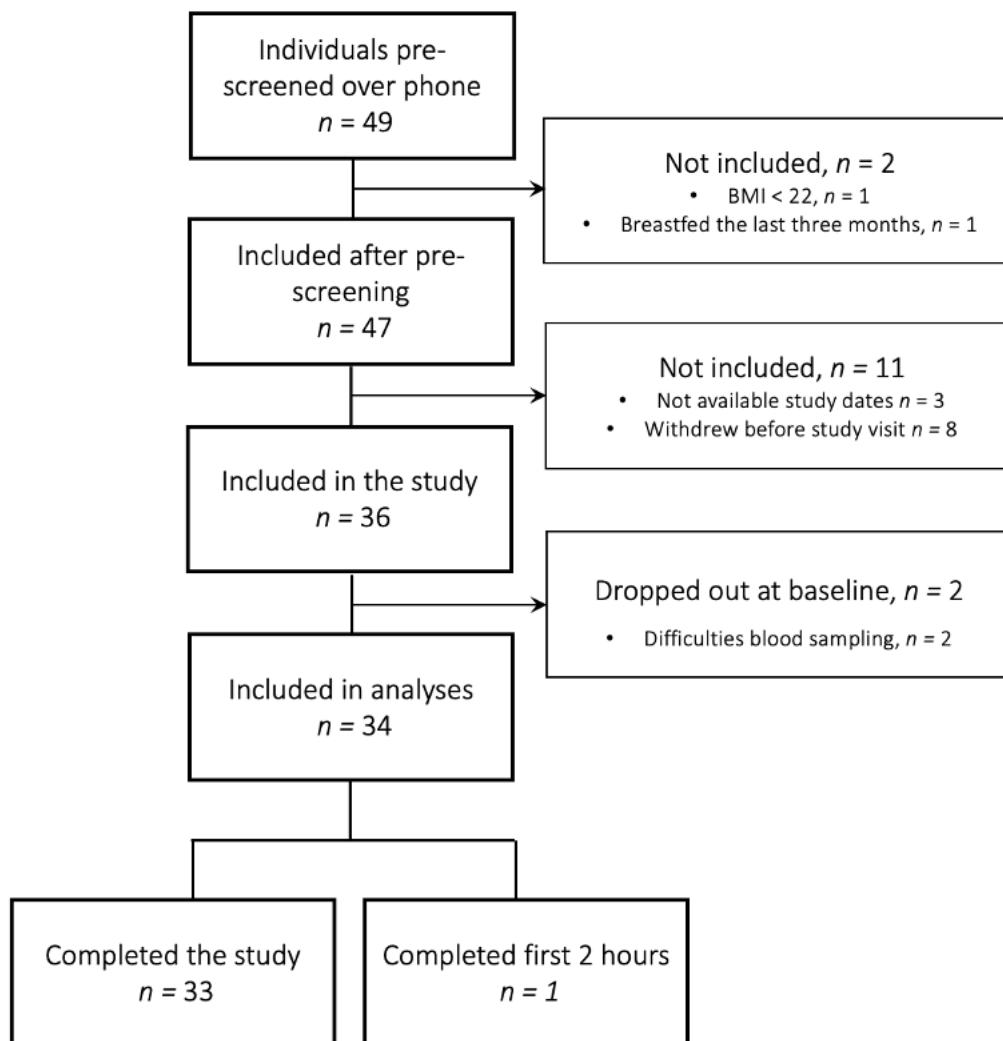 Individuals pre-
screened over phone
n = 49
Not included, n = 2
• BMI < 22, n = 1
• Breastfed the last three months, n = 1
Included after pre-
screening
n = 47
Not included, n = 11
• Not available study dates n = 3
• Withdrew before study visit n = 8
Included in the study
n = 36
Dropped out at baseline, n = 2
• Difficulties blood sampling, n = 2
Included in analyses
n = 34
Completed the study
n = 33
Completed first 2 hours
n = 1